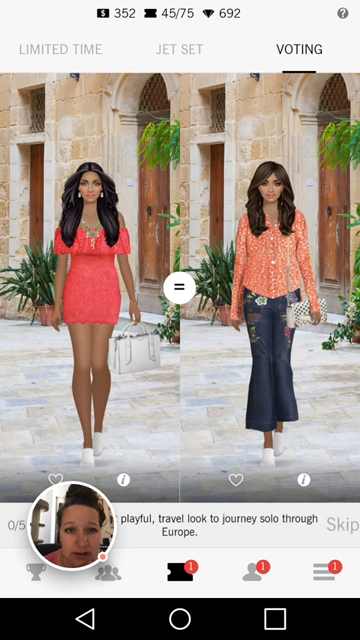 352 45/75 692
LIMITED TIME JET SET VOTING
=
0/5 playful, travel look to journey solo through Skip
Europe.
1 1 1